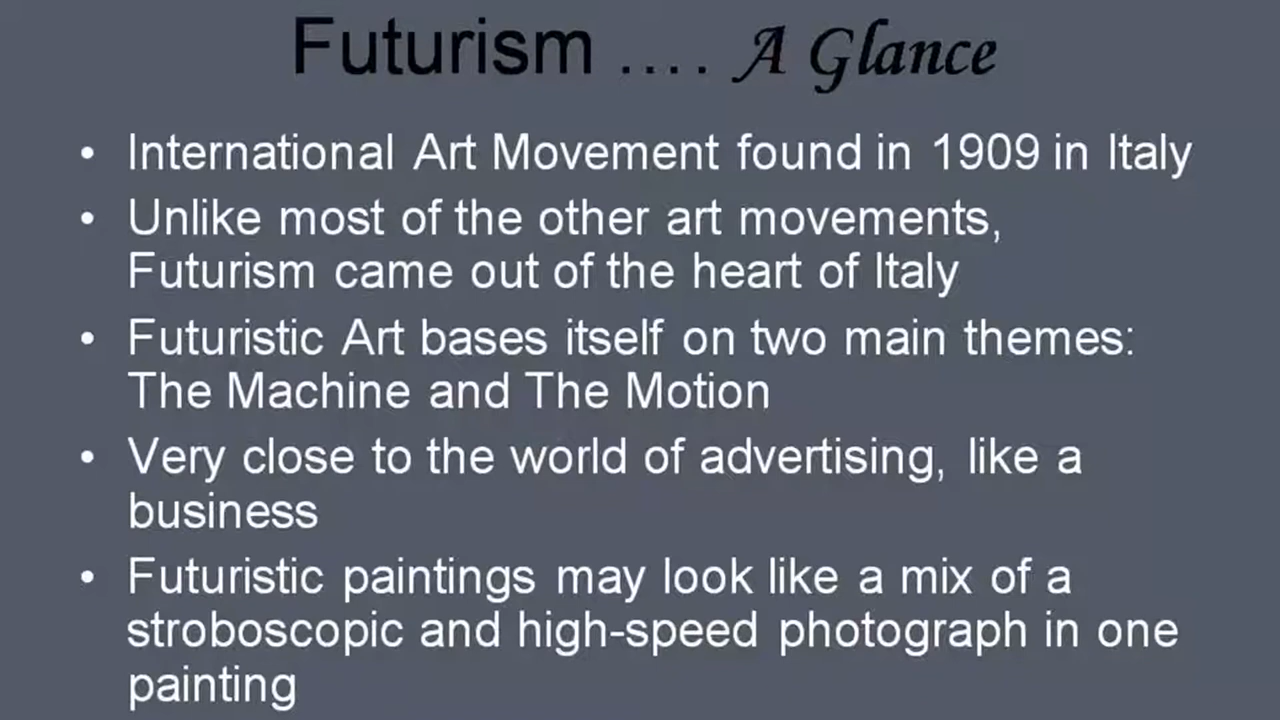 Futurism .... A Glance
• International Art Movement found in 1909 in Italy
• Unlike most of the other art movements,
Futurism came out of the heart of Italy
• Futuristic Art bases itself on two main themes:
The Machine and The Motion
• Very close to the world of advertising, like a
business
• Futuristic paintings may look like a mix of a
stroboscopic and high-speed photograph in one
painting